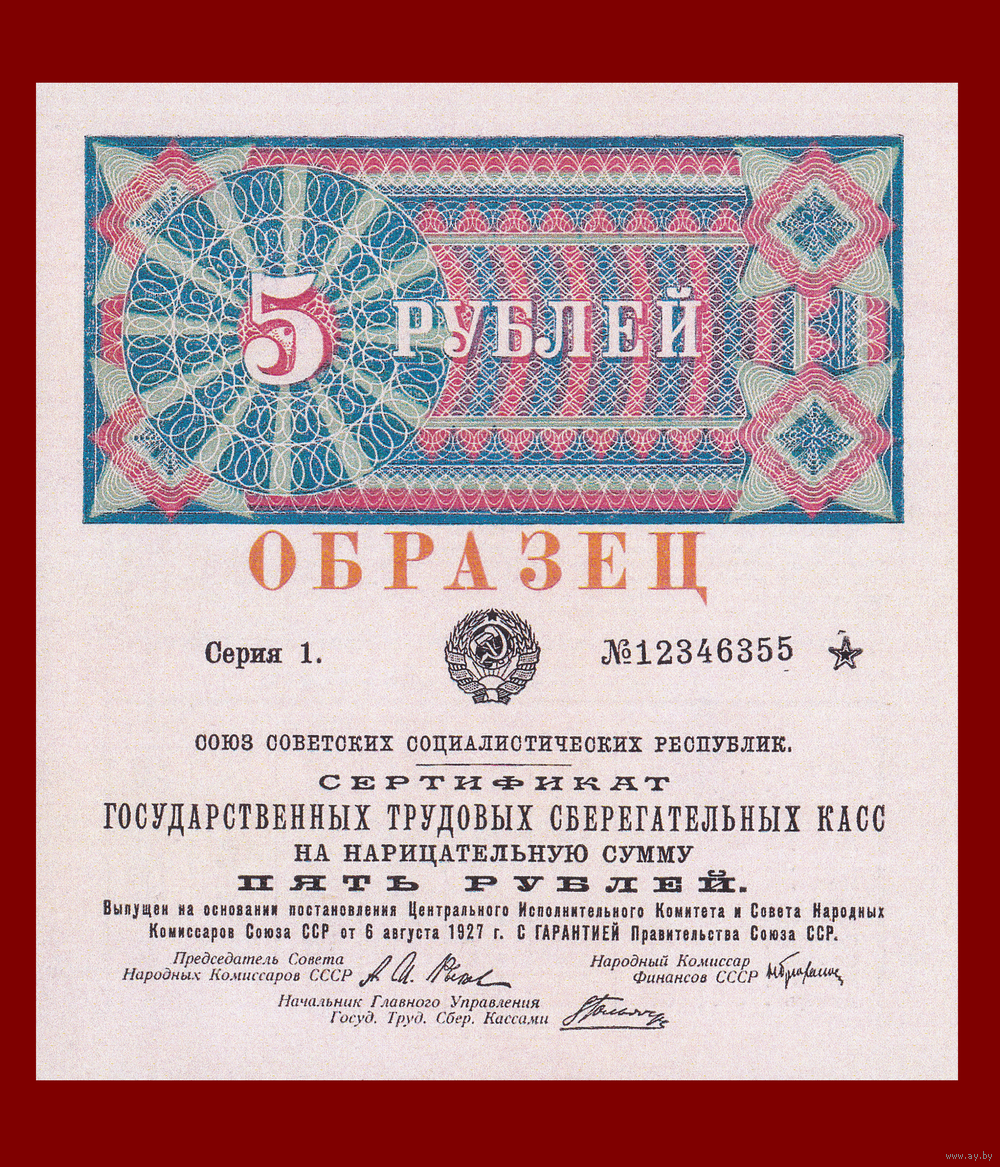 5 РУБЛЕЙ
ОБРАЗЕЦ
Серия 1.
№12346355
СОЮЗ СОВЕТСКИХ СОЦИАЛИСТИЧЕСКИХ РЕСПУБЛИК.
СЕРТИФИКАТ
ГОСУДАРСТВЕННЫХ ТРУДОВЫХ СБЕРЕГАТЕЛЬНЫХ КАСС
НА НАРИЦАТЕЛЬНУЮ СУММУ
ПЯТЬ РУБЛЕЙ.
Выпущен на основании постановления Центрального Исполнительного Комитета и Совета Народных
Комиссаров Союза ССР от 6 августа 1927 г. С ГАРАНТИЕЙ Правительства Союза ССР.
Председатель Совета
Народных Комиссаров СССР
Народный Комиссар
Финансов СССР
Начальник Главного Управления
Госуд. Труд. Сбер. Кассами
www.ay.by